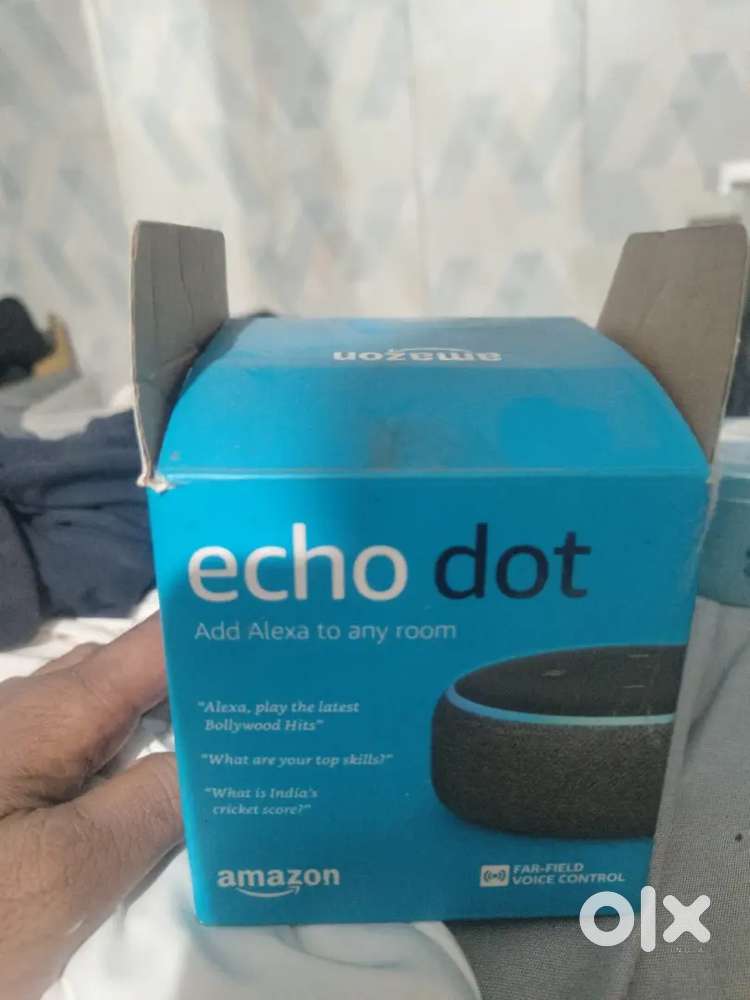 amazon
echo dot
Add Alexa to any room
"Alexa, play the latest
Bollywood Hits"
"What are your top skills?"
"What is India's
cricket score?"
amazon
FAR-FIELD
VOICE CONTROL
olx